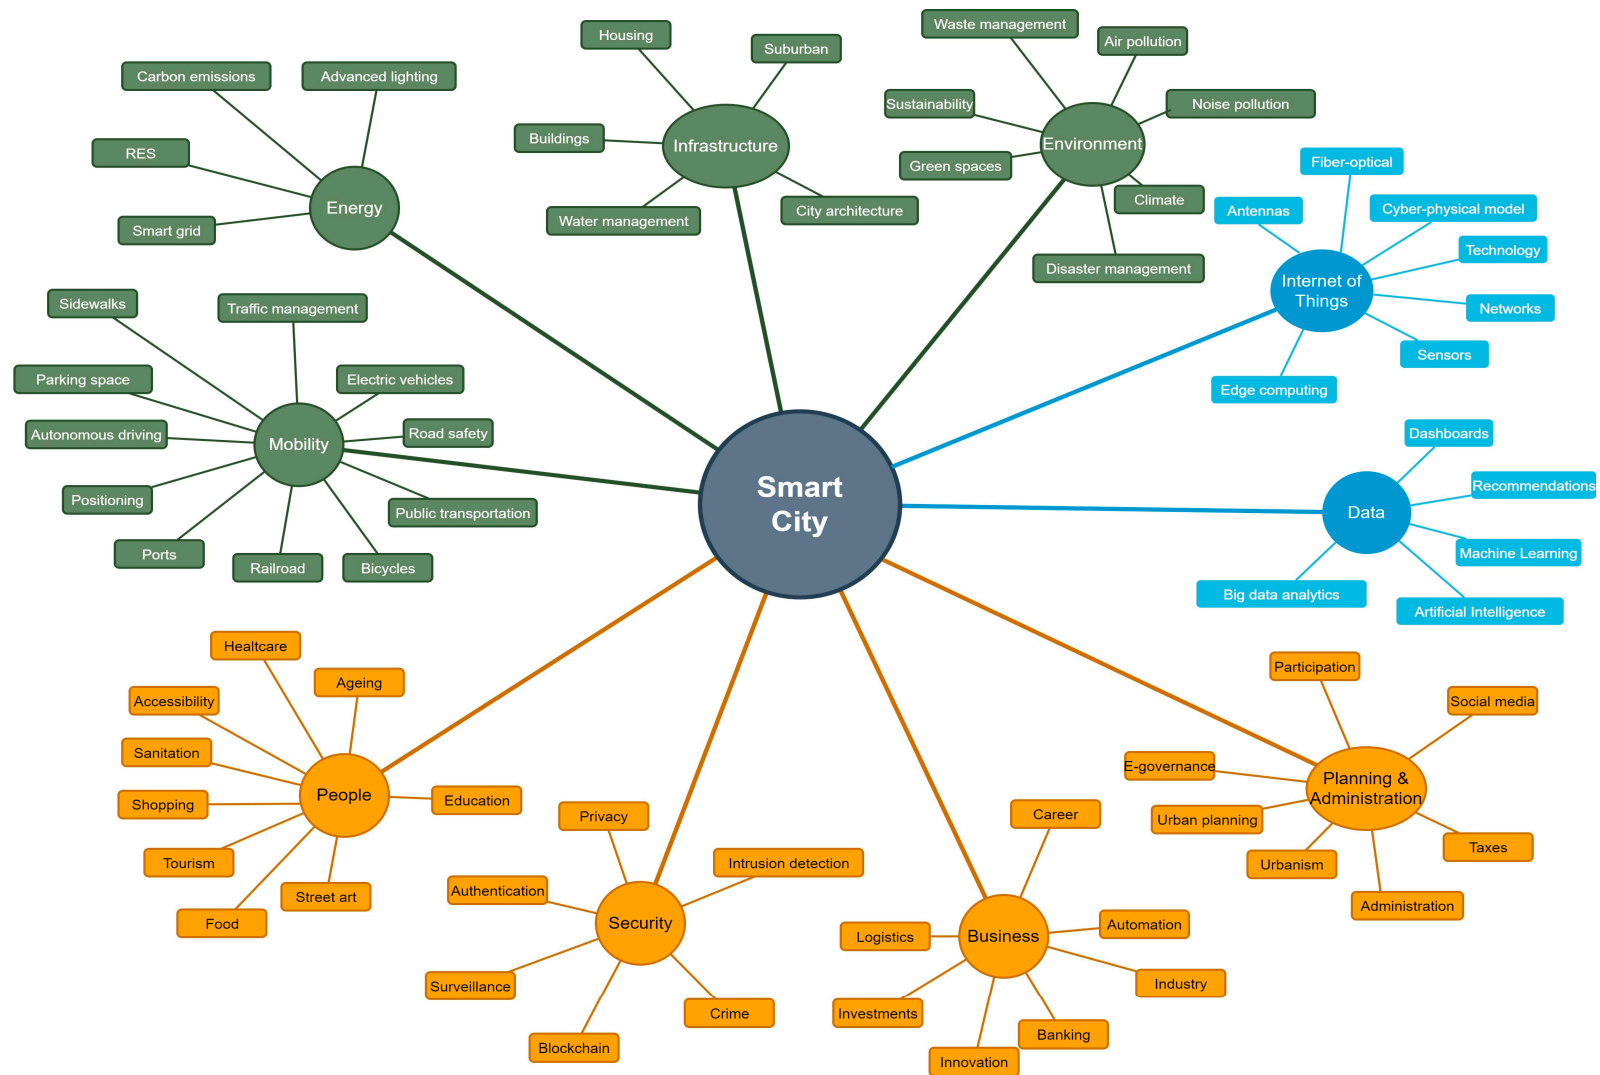 Smart
City
Energy
Carbon emissions
Advanced lighting
RES
Smart grid
Infrastructure
Housing
Suburban
Buildings
Water management
City architecture
Environment
Waste management
Air pollution
Sustainability
Noise pollution
Green spaces
Climate
Disaster management
Internet of
Things
Fiber-optical
Antennas
Cyber-physical model
Technology
Networks
Sensors
Edge computing
Mobility
Sidewalks
Traffic management
Parking space
Electric vehicles
Autonomous driving
Road safety
Positioning
Public transportation
Ports
Railroad
Bicycles
Data
Dashboards
Recommendations
Machine Learning
Big data analytics
Artificial Intelligence
People
Healtcare
Ageing
Accessibility
Sanitation
Shopping
Education
Tourism
Street art
Food
Security
Privacy
Intrusion detection
Authentication
Surveillance
Crime
Blockchain
Business
Career
Automation
Logistics
Industry
Investments
Banking
Innovation
Planning &
Administration
Participation
Social media
E-governance
Urban planning
Urbanism
Taxes
Administration